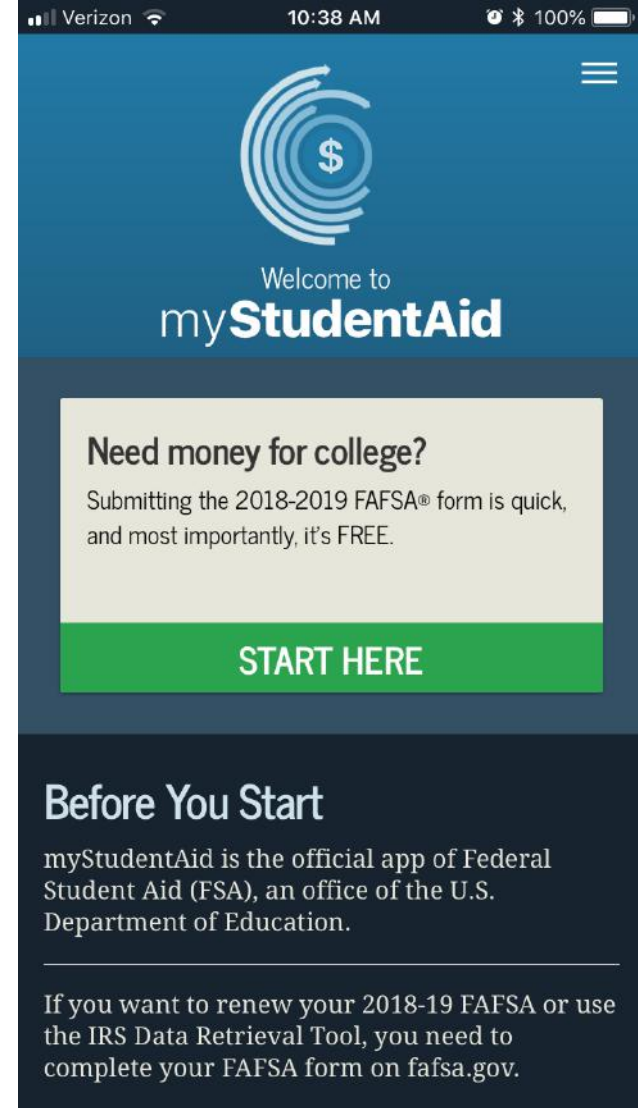 Verizon 10:38 AM 100%
$
Welcome to
myStudentAid
Need money for college?
Submitting the 2018-2019 FAFSA® form is quick,
and most importantly, it's FREE.
START HERE
Before You Start
myStudentAid is the official app of Federal
Student Aid (FSA), an office of the U.S.
Department of Education.
If you want to renew your 2018-19 FAFSA or use
the IRS Data Retrieval Tool, you need to
complete your FAFSA form on fafsa.gov.